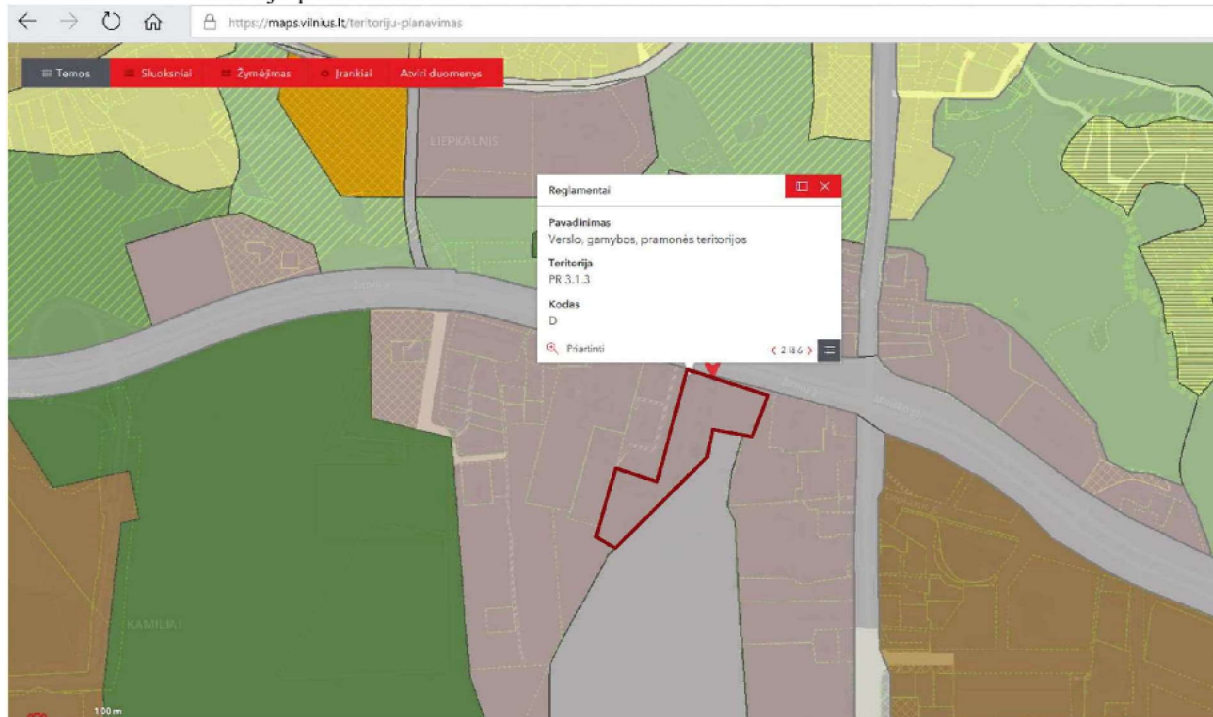 https://maps.vilnius.lt/teritoriju-planavimas
Temos
Sluoksniai
Žymėjimas
Įrankiai
Atviri duomenys
LIEPKALNIS
Reglamentai
Pavadinimas
Verslo, gamybos, pramonės teritorijos
Teritorija
PR 3.1.3
Kodas
D
Priartinti
2 iš 6
KAMILIAI
100 m